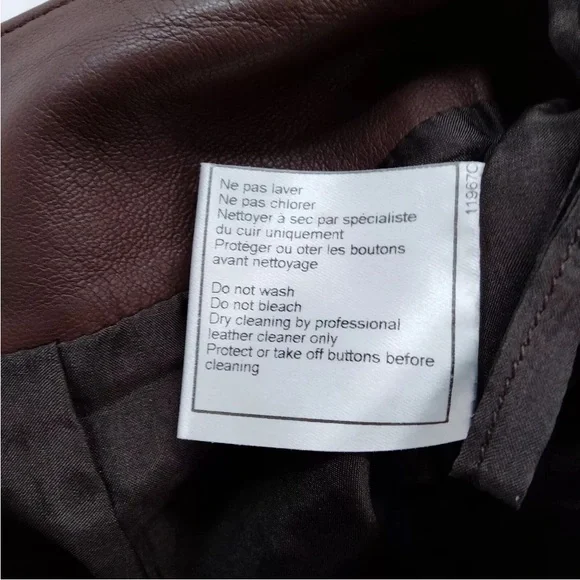 Ne pas laver
Ne pas chlorer
Nettoyer à sec par spécialiste
du cuir uniquement
Protéger ou oter les boutons
avant nettoyage
Do not wash
Do not bleach
Dry cleaning by professional
leather cleaner only
Protect or take off buttons before
cleaning
11967C